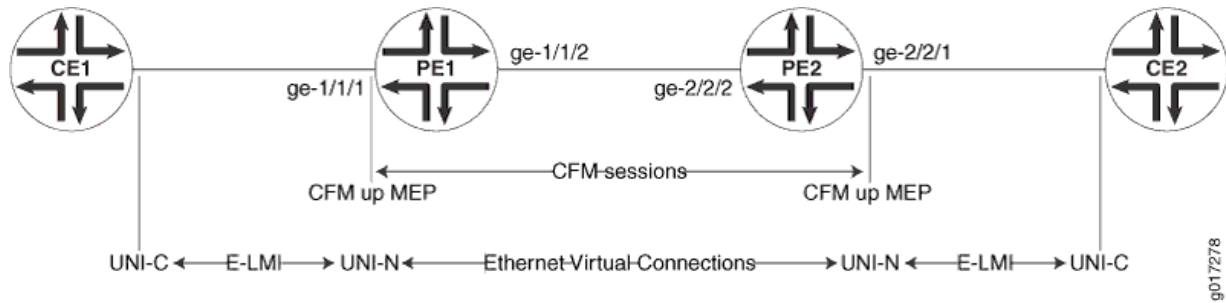 CE1
PE1
PE2
CE2
ge-1/1/2
ge-2/2/1
ge-1/1/1
ge-2/2/2
CFM sessions
CFM up MEP
CFM up MEP
UNI-C
E-LMI
UNI-N
Ethernet Virtual Connections
UNI-N
E-LMI
UNI-C
g017278